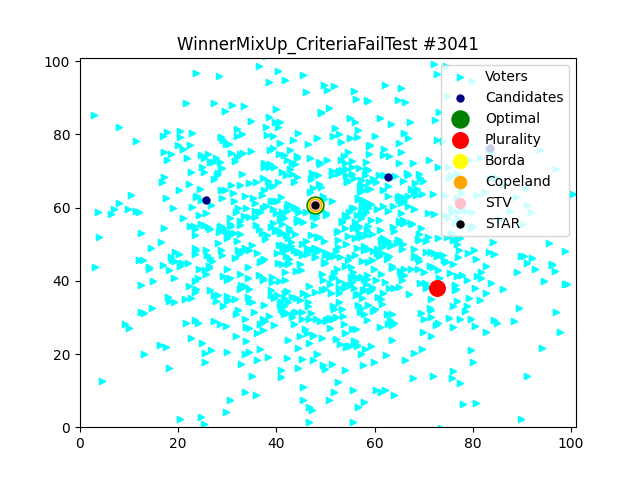 WinnerMixUp_CriteriaFailTest #3041
100
80
60
40
20
0
0
20
40
60
80
100
Voters
Candidates
Optimal
Plurality
Borda
Copeland
STV
STAR